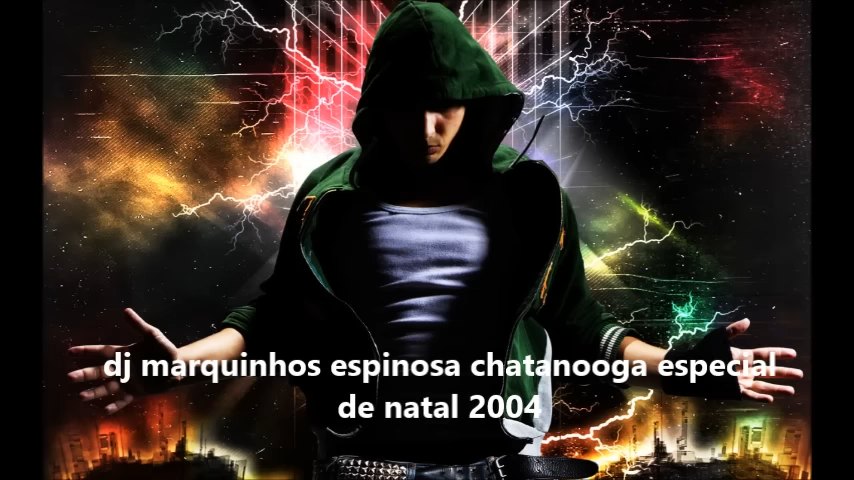 dj marquinhos espinosa chatanooga especial
de natal 2004